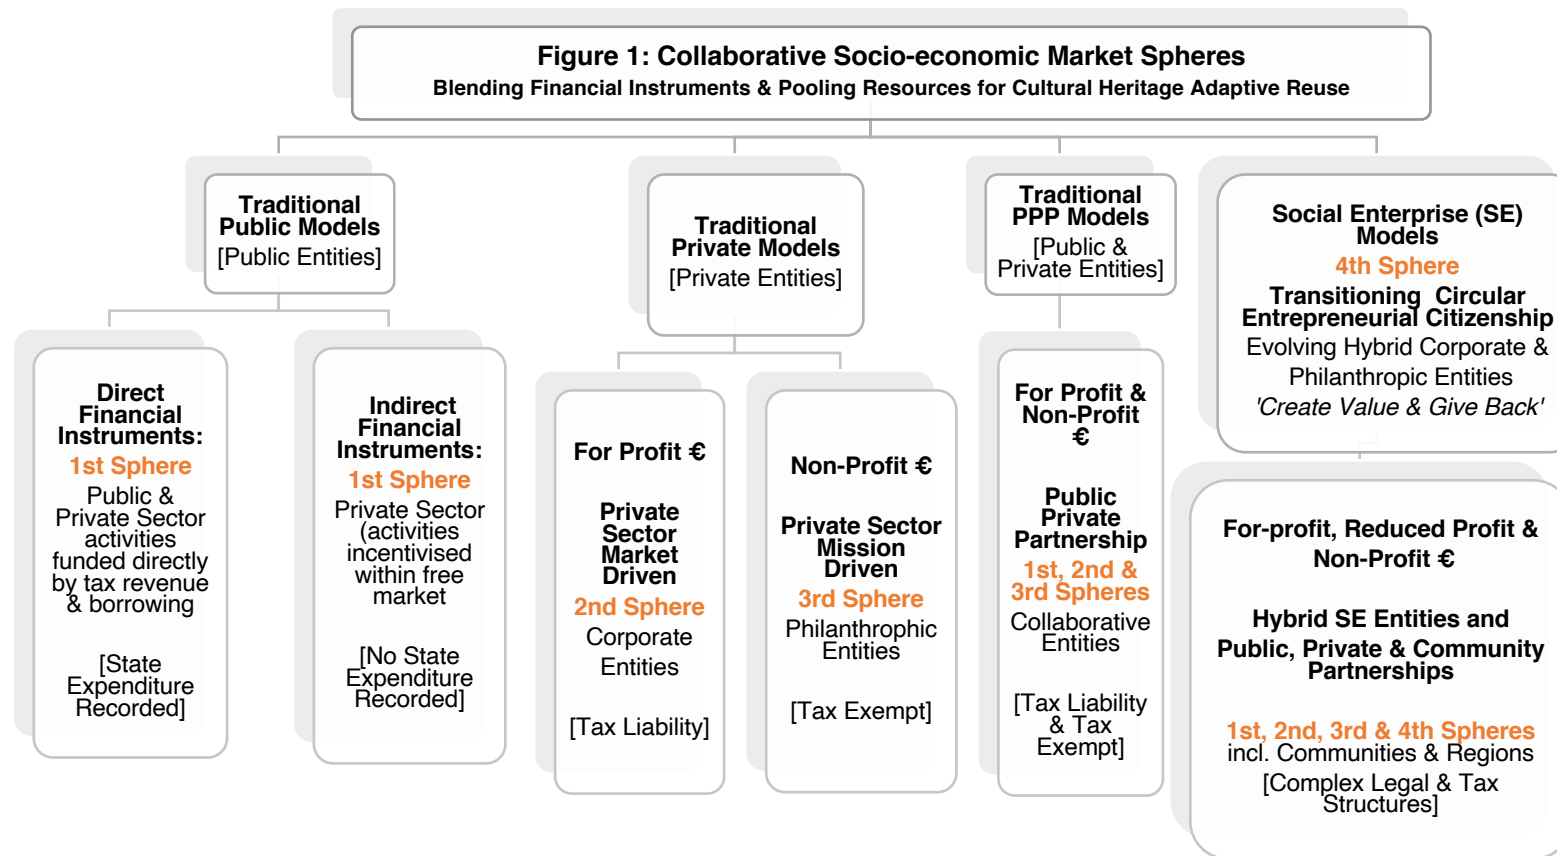 Figure 1: Collaborative Socio-economic Market Spheres
Blending Financial Instruments & Pooling Resources for Cultural Heritage Adaptive Reuse
Traditional
Public Models
[Public Entities]
Traditional
Private Models
[Private Entities]
Traditional
PPP Models
[Public &
Private Entities]
Social Enterprise (SE)
Models
4th Sphere
Transitioning Circular
Entrepreneurial Citizenship
Evolving Hybrid Corporate &
Philanthropic Entities
'Create Value & Give Back'
Direct
Financial
Instruments:
1st Sphere
Public &
Private Sector
activities
funded directly
by tax revenue
& borrowing
[State
Expenditure
Recorded]
Indirect
Financial
Instruments:
1st Sphere
Private Sector
(activities
incentivised
within free
market
[No State
Expenditure
Recorded]
For Profit €
Private
Sector
Market
Driven
2nd Sphere
Corporate
Entities
[Tax Liability]
Non-Profit €
Private Sector
Mission
Driven
3rd Sphere
Philanthrophic
Entities
[Tax Exempt]
For Profit &
Non-Profit
€
Public
Private
Partnership
1st, 2nd &
3rd Spheres
Collaborative
Entities
[Tax Liability
& Tax
Exempt]
For-profit, Reduced Profit &
Non-Profit €
Hybrid SE Entities and
Public, Private & Community
Partnerships
1st, 2nd, 3rd & 4th Spheres
incl. Communities & Regions
[Complex Legal & Tax
Structures]